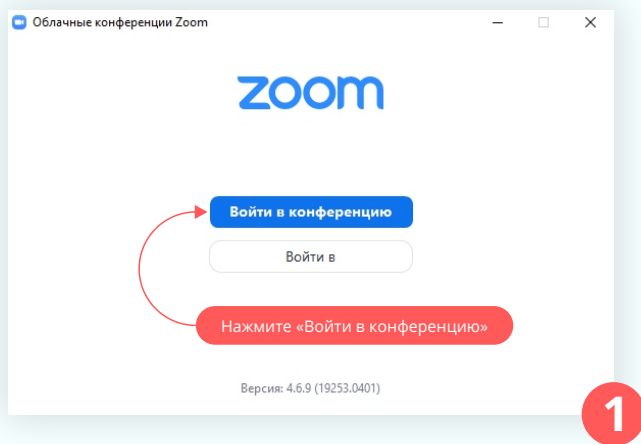 Облачные конференции Zoom
zoom
Войти в конференцию
Войти в
Нажмите «Войти в конференцию»
Версия: 4.6.9 (19253.0401)
1